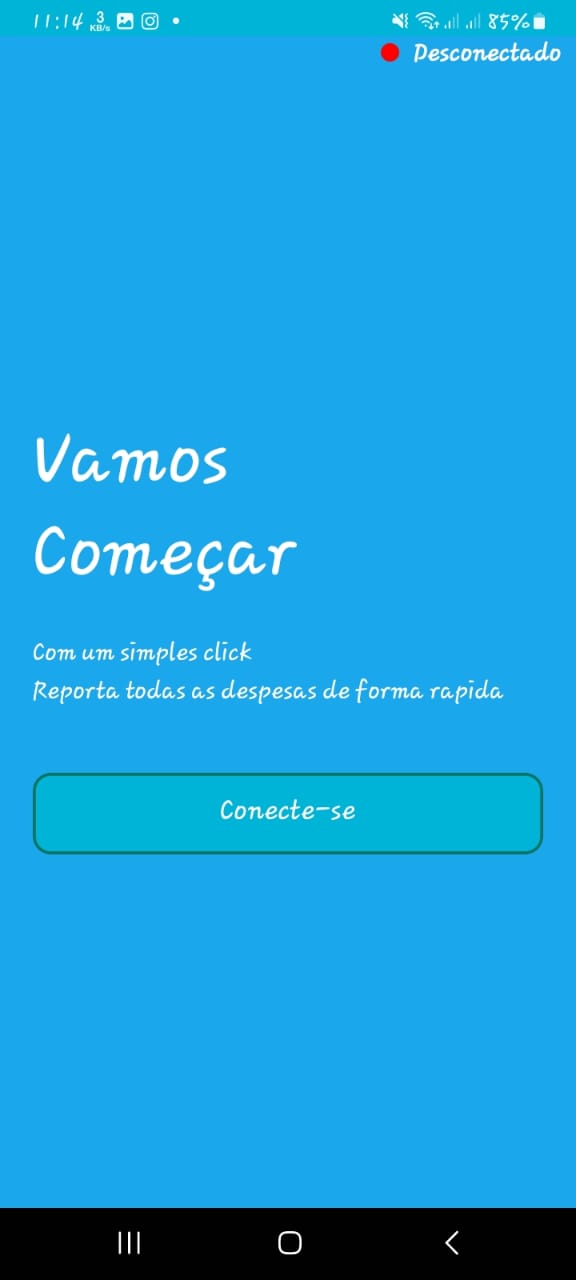 11:14 3 KB/s 85%
Desconectado
Vamos
Começar
Com um simples click
Reporta todas as despesas de forma rapida
Conecte-se